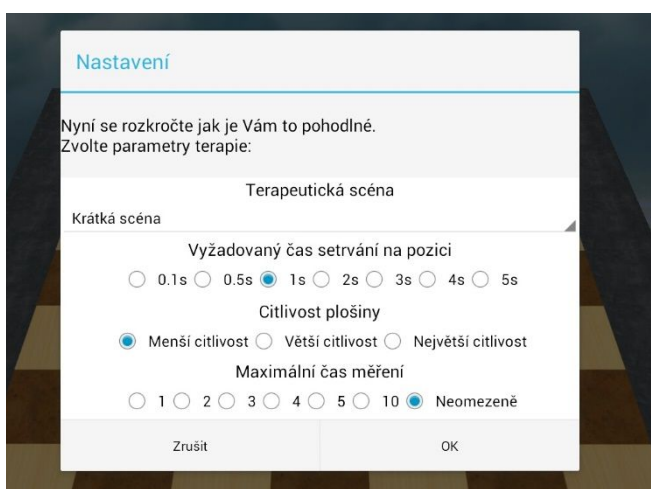 Nastavení
Nyní se rozkročte jak je Vám to pohodlné.
Zvolte parametry terapie:
Terapeutická scéna
Krátká scéna
Vyžadovaný čas setrvání na pozici
0.1s 0.5s 1s 2s 3s 4s 5s
Citlivost plošiny
Menší citlivost Větší citlivost Největší citlivost
Maximální čas měření
1 2 3 4 5 10 Neomezeně
Zrušit OK